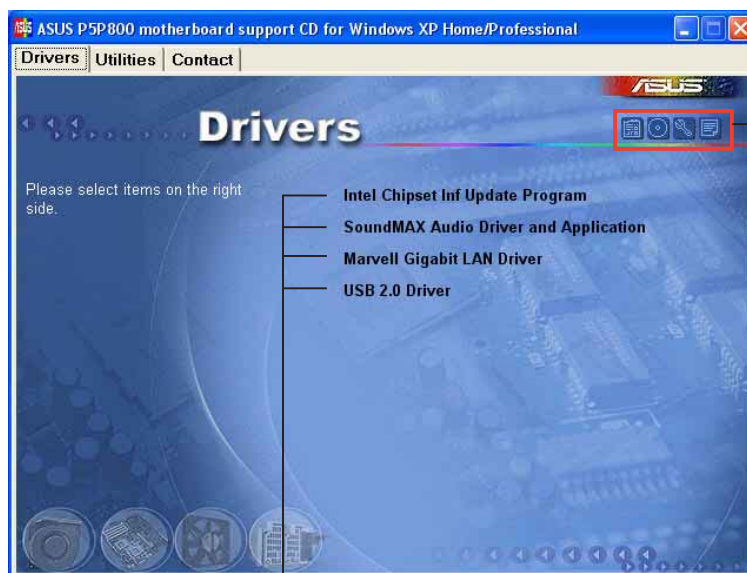 ASUS P5P800 motherboard support CD for Windows XP Home/Professional
Drivers Utilities Contact
ASUS
Drivers
Please select items on the right
side.
Intel Chipset Inf Update Program
SoundMAX Audio Driver and Application
Marvell Gigabit LAN Driver
USB 2.0 Driver